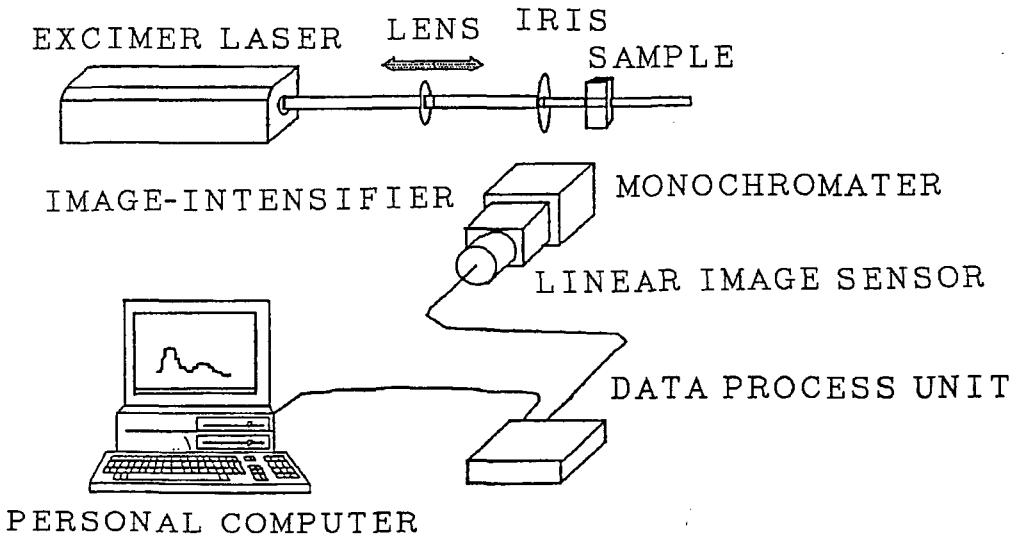 EXCIMER LASER
LENS
IRIS
SAMPLE
IMAGE-INTENSIFIER
MONOCHROMATER
LINEAR IMAGE SENSOR
DATA PROCESS UNIT
PERSONAL COMPUTER